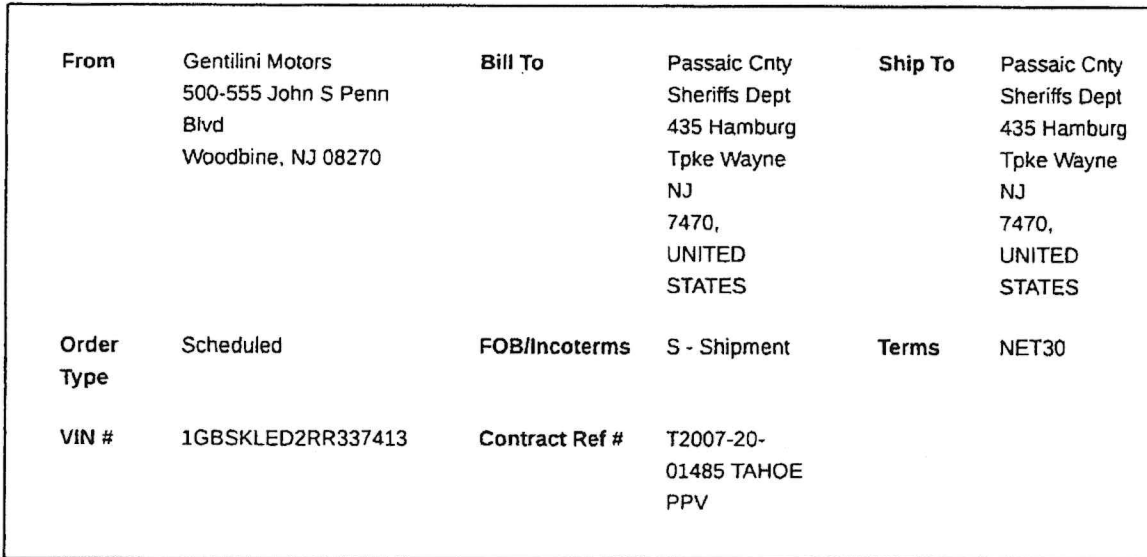 From
Gentilini Motors
500-555 John S Penn
Blvd
Woodbine, NJ 08270
Bill To
Passaic Cnty
Sheriffs Dept
435 Hamburg
Tpke Wayne
NJ
7470,
UNITED
STATES
Ship To
Passaic Cnty
Sheriffs Dept
435 Hamburg
Tpke Wayne
NJ
7470,
UNITED
STATES
Order
Type
Scheduled
FOB/Incoterms
S - Shipment
Terms
NET30
VIN #
1GBSKLED2RR337413
Contract Ref #
T2007-20-
01485 TAHOE
PPV